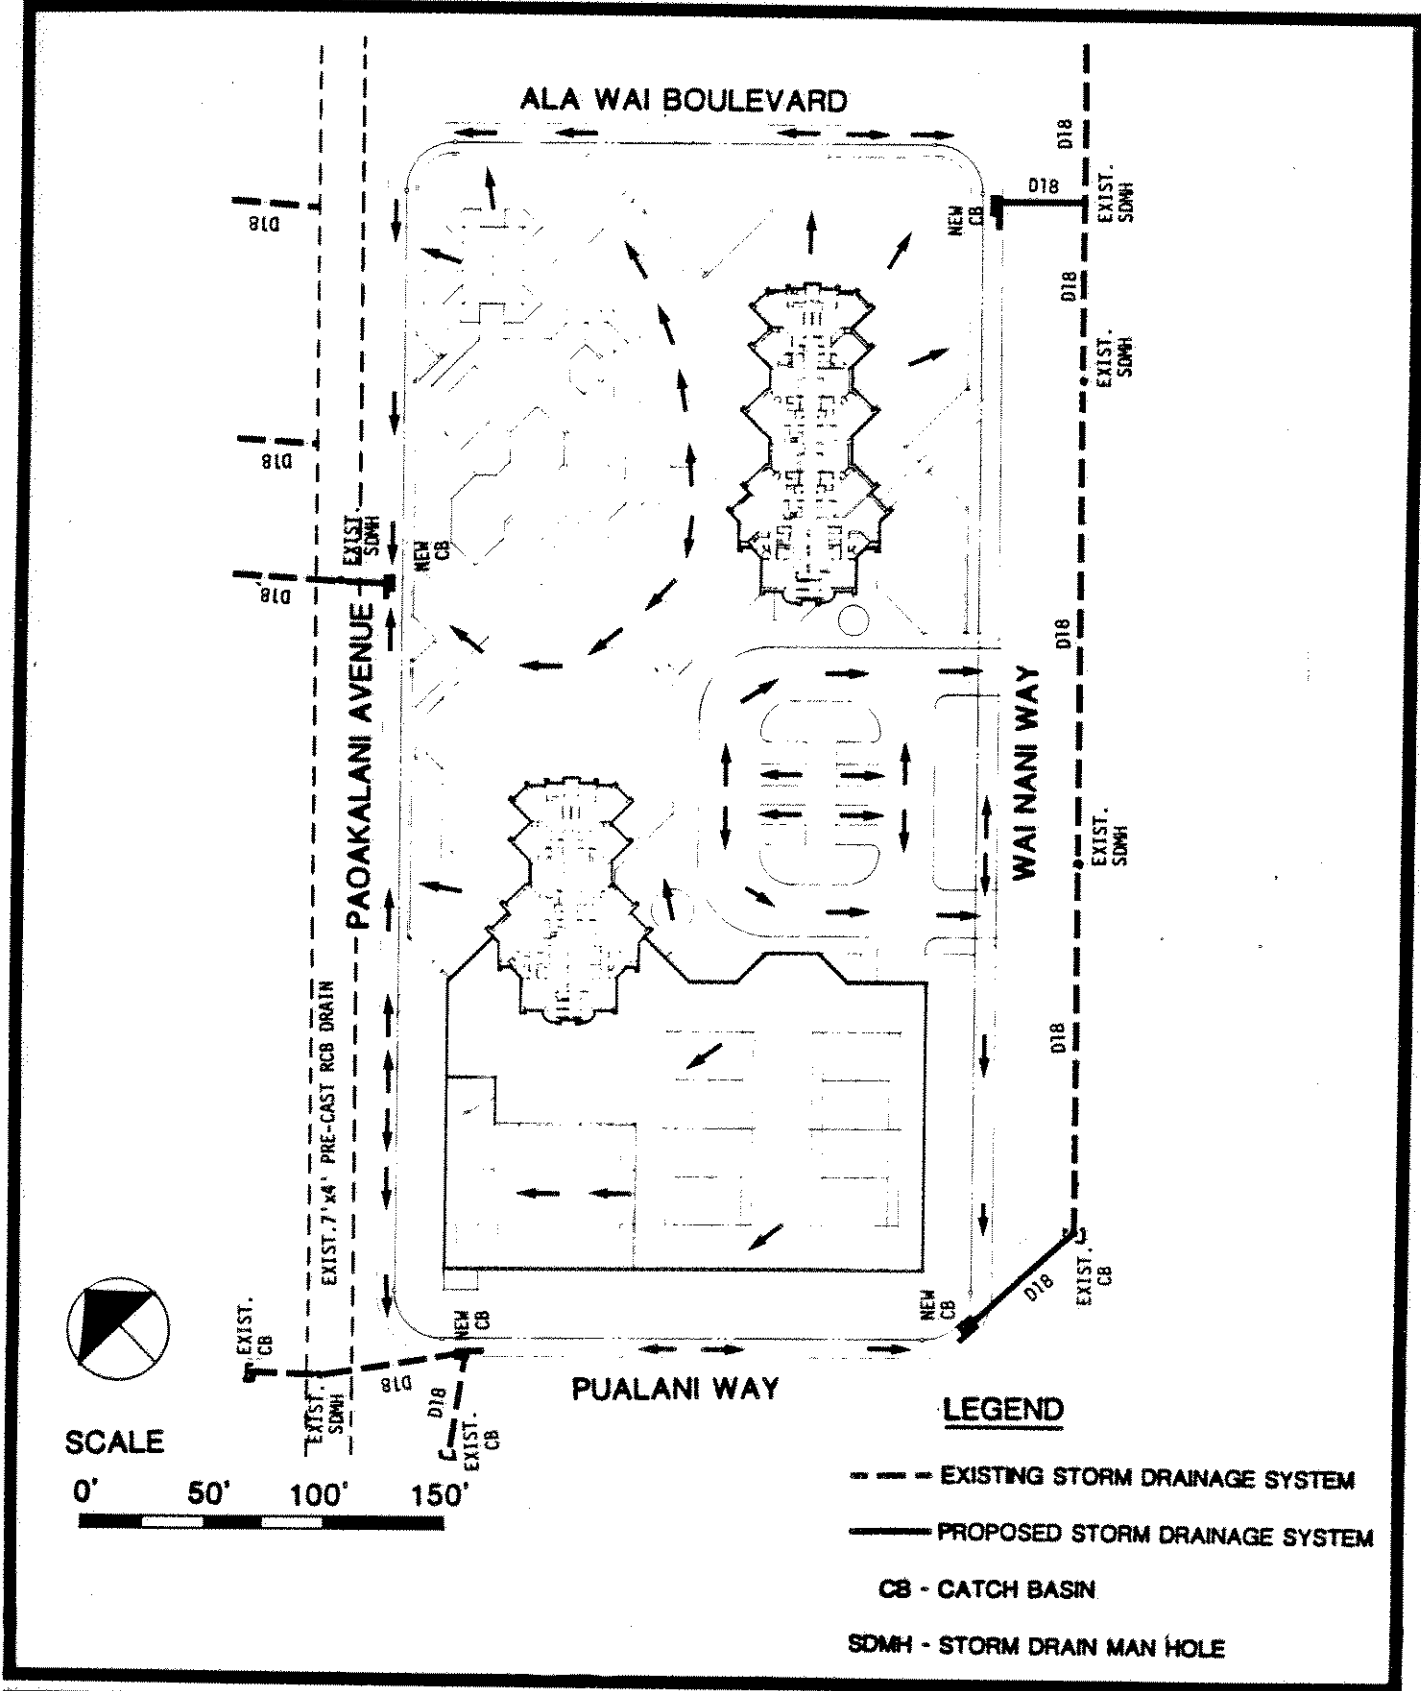 ALA WAI BOULEVARD
D18
D18
EXIST.
SDMH
D18
NEW
CB
D18
D18
EXIST.
SDMH
D18
EXIST.
SDMH
NEW
CB
D18
D18
PAOAKALANI AVENUE
WAI NANI WAY
EXIST.
SDMH
EXIST. 7'x4' PRE-CAST RCB DRAIN
D18
EXIST.
CB
D18
NEW
CB
NEW
CB
EXIST.
CB
D18
EXIST.
SDMH
D18
EXIST.
CB
PUALANI WAY
SCALE
0' 50' 100' 150'
LEGEND
EXISTING STORM DRAINAGE SYSTEM
PROPOSED STORM DRAINAGE SYSTEM
CB - CATCH BASIN
SDMH - STORM DRAIN MAN HOLE